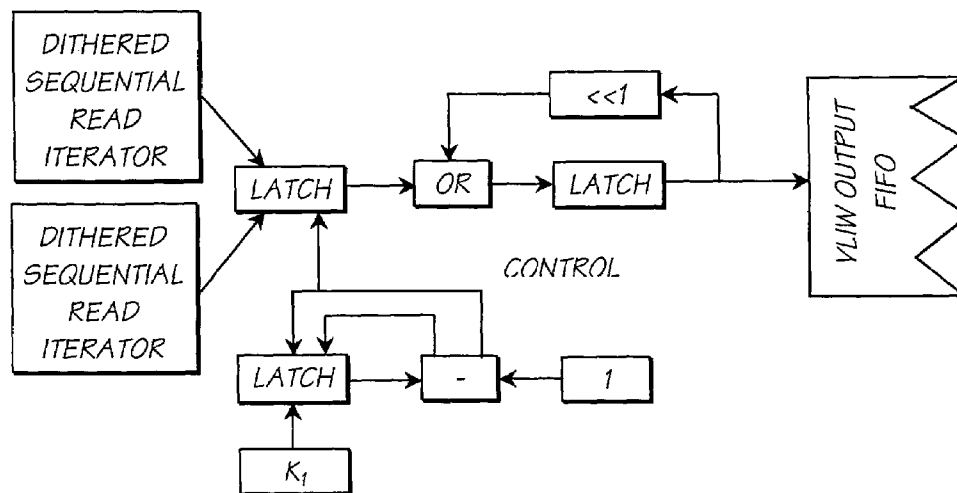 DITHERED
SEQUENTIAL
READ
ITERATOR
<<1
LATCH
OR
LATCH
VLIW OUTPUT
FIFO
DITHERED
SEQUENTIAL
READ
ITERATOR
CONTROL
LATCH
-
1
K₁